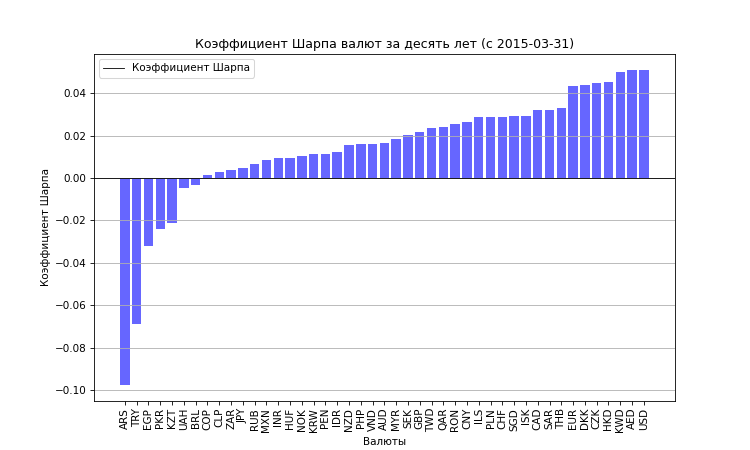 Коэффициент Шарпа валют за десять лет (с 2015-03-31)
Коэффициент Шарпа
0.04
0.02
0.00
−0.02
−0.04
−0.06
−0.08
−0.10
Коэффициент Шарпа
ARS TRY EGP PKR KZT UAH BRL COP CLP ZAR JPY RUB MXN INR HUF NOK KRW PEN IDR NZD PHP VND AUD MYR SEK GBP TWD QAR RON CNY ILS PLN CHF SGD ISK CAD SAR THB EUR DKK CZK HKD KWD AED USD
Валюты